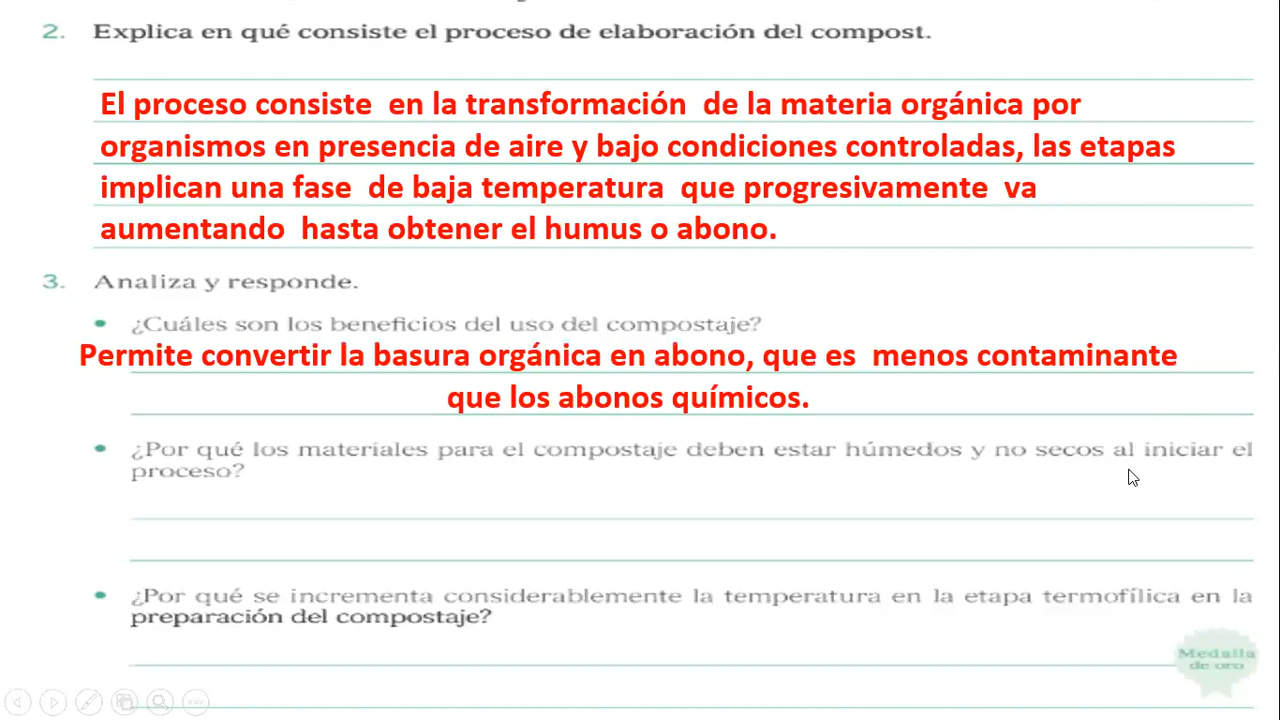 2. Explica en qué consiste el proceso de elaboración del compost.
El proceso consiste en la transformación de la materia orgánica por
organismos en presencia de aire y bajo condiciones controladas, las etapas
implican una fase de baja temperatura que progresivamente va
aumentando hasta obtener el humus o abono.
3. Analiza y responde.
• ¿Cuáles son los beneficios del uso del compostaje?
Permite convertir la basura orgánica en abono, que es menos contaminante
que los abonos químicos.
• ¿Por qué los materiales para el compostaje deben estar húmedos y no secos al iniciar el
proceso?
• ¿Por qué se incrementa considerablemente la temperatura en la etapa termofílica en la
preparación del compostaje?
Medalla
de oro